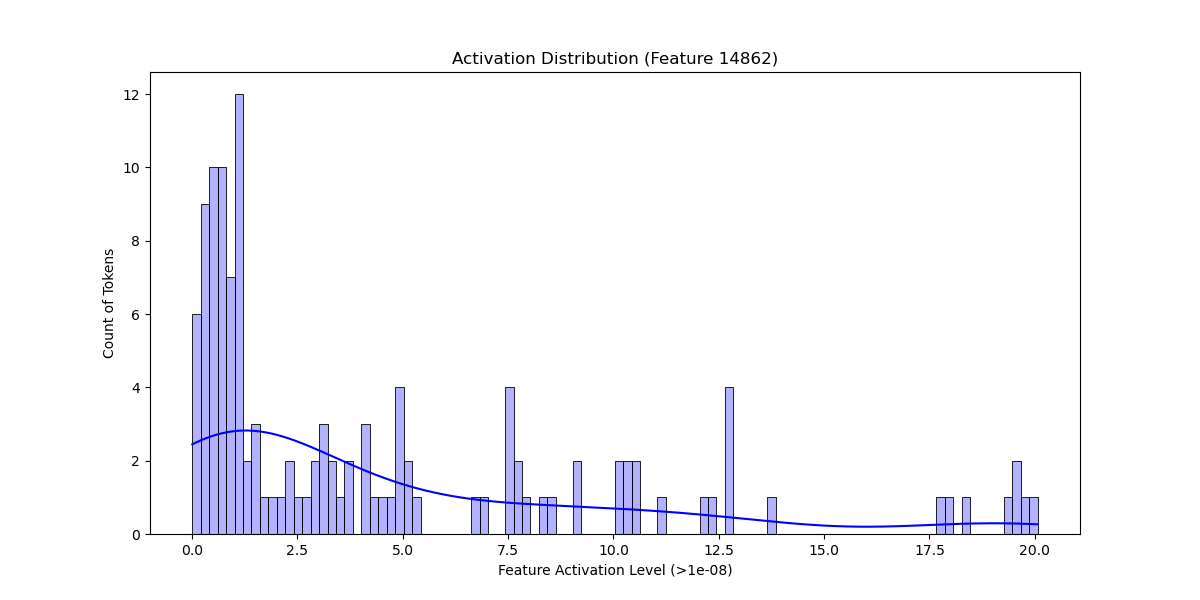 Activation Distribution (Feature 14862)
12
10
8
6
4
2
0
Count of Tokens
0.0 2.5 5.0 7.5 10.0 12.5 15.0 17.5 20.0
Feature Activation Level (>1e-08)